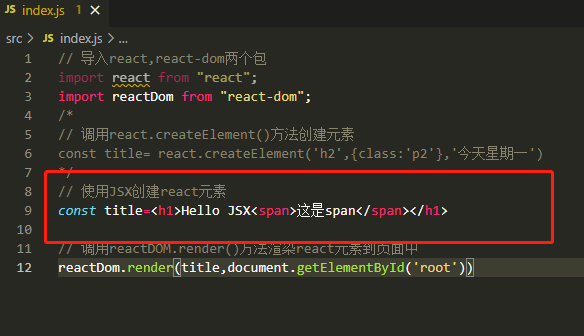 JS index.js ×
src > JS index.js > ...
1 // 导入react,react-dom两个包
2 import react from "react";
3 import reactDom from "react-dom";
4 /*
5 // 调用react.createElement()方法创建元素
6 const title= react.createElement('h2',{class:'p2'},'今天星期一')
7 */
8 // 使用JSX创建react元素
9 const title=<h1>Hello JSX<span>这是span</span></h1>
10
11 // 调用reactDOM.render()方法渲染react元素到页面中
12 reactDom.render(title,document.getElementById('root'))